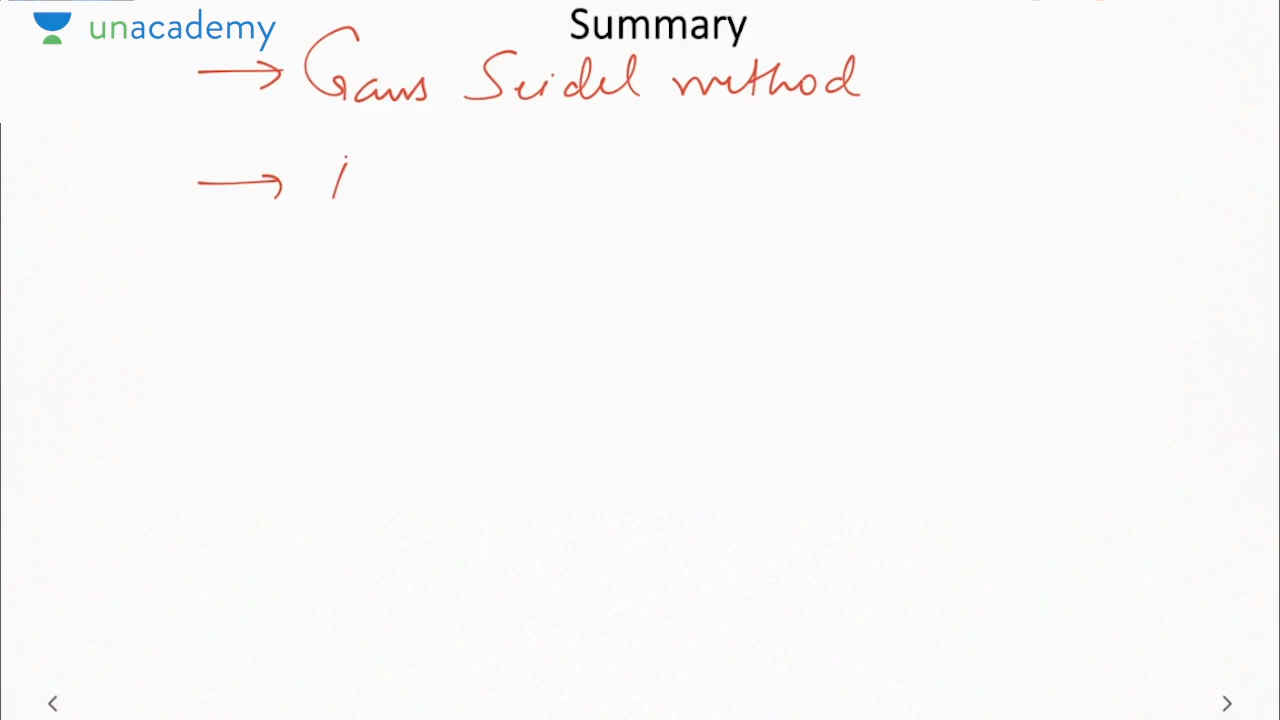 unacademy
Summary
→ Gauss Seidel method
→ i